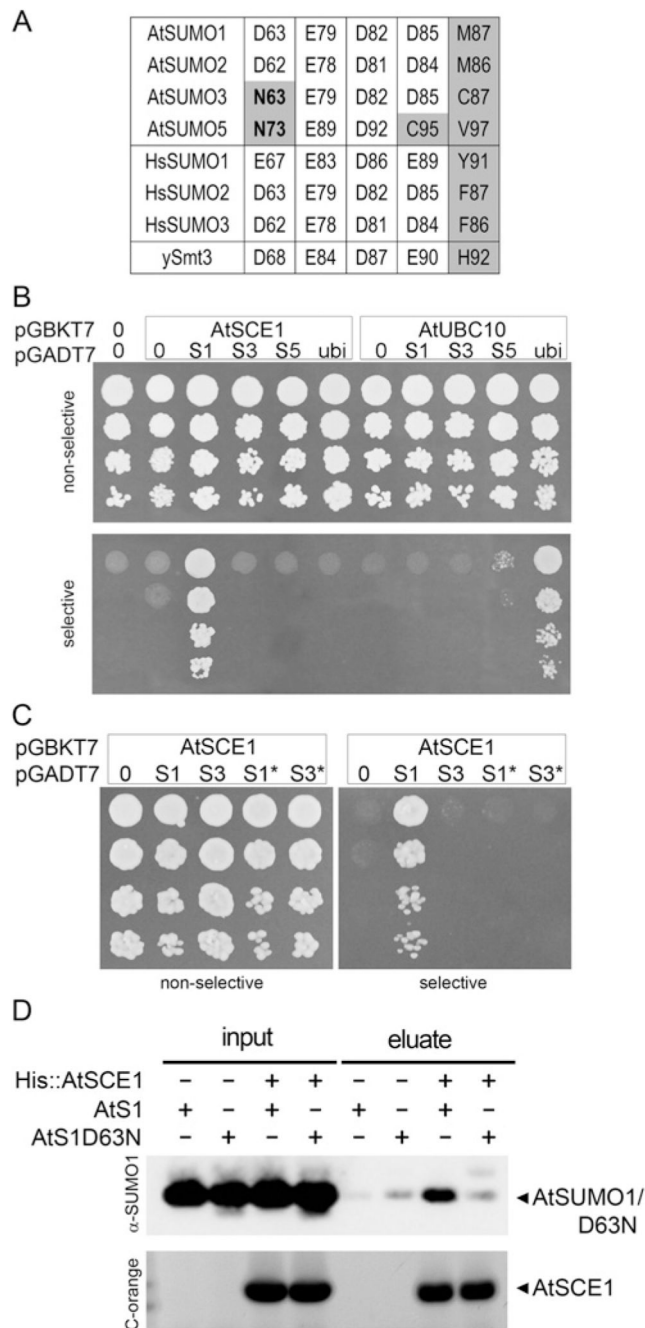 A
AtSUMO1 D63 E79 D82 D85 M87
AtSUMO2 D62 E78 D81 D84 M86
AtSUMO3 N63 E79 D82 D85 C87
AtSUMO5 N73 E89 D92 C95 V97
HsSUMO1 E67 E83 D86 E89 Y91
HsSUMO2 D63 E79 D82 D85 F87
HsSUMO3 D62 E78 D81 D84 F86
ySmt3 D68 E84 D87 E90 H92
B
pGBKT7 0 AtSCE1 AtUBC10
pGADT7 0 0 S1 S3 S5 ubi 0 S1 S3 S5 ubi
non-selective
selective
C
pGBKT7 AtSCE1 AtSCE1
pGADT7 0 S1 S3 S1* S3* 0 S1 S3 S1* S3*
non-selective selective
D
input eluate
His::AtSCE1 – – + + – – + +
AtS1 + – + – + – + –
AtS1D63N – + – + – + – +
α-SUMO1
AtSUMO1/
D63N
C-orange
AtSCE1